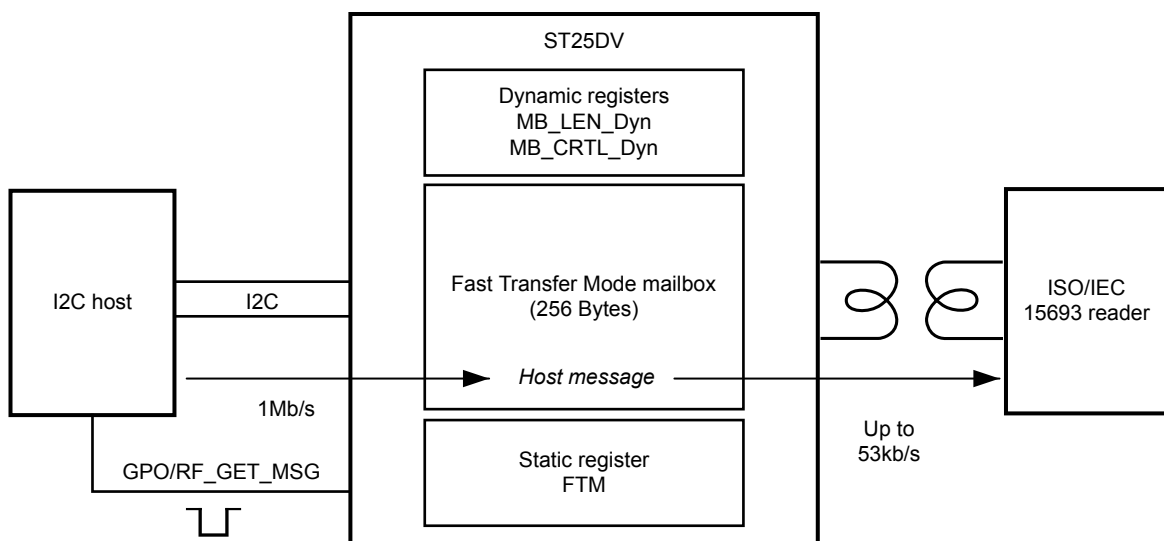 ST25DV
Dynamic registers
MB_LEN_Dyn
MB_CRTL_Dyn
I2C host
I2C
Fast Transfer Mode mailbox
(256 Bytes)
ISO/IEC
15693 reader
Host message
1Mb/s
Up to
53kb/s
GPO/RF_GET_MSG
Static register
FTM